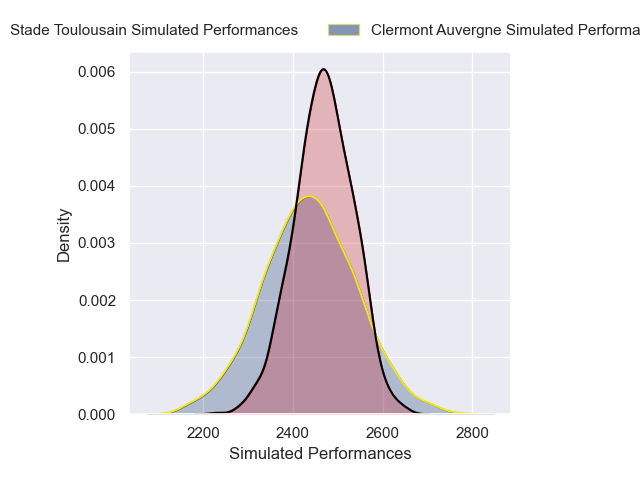 Stade Toulousain Simulated Performances
Clermont Auvergne Simulated Performa
0.006
0.005
0.004
0.003
0.002
0.001
0.000
Density
2200
2400
2600
2800
Simulated Performances